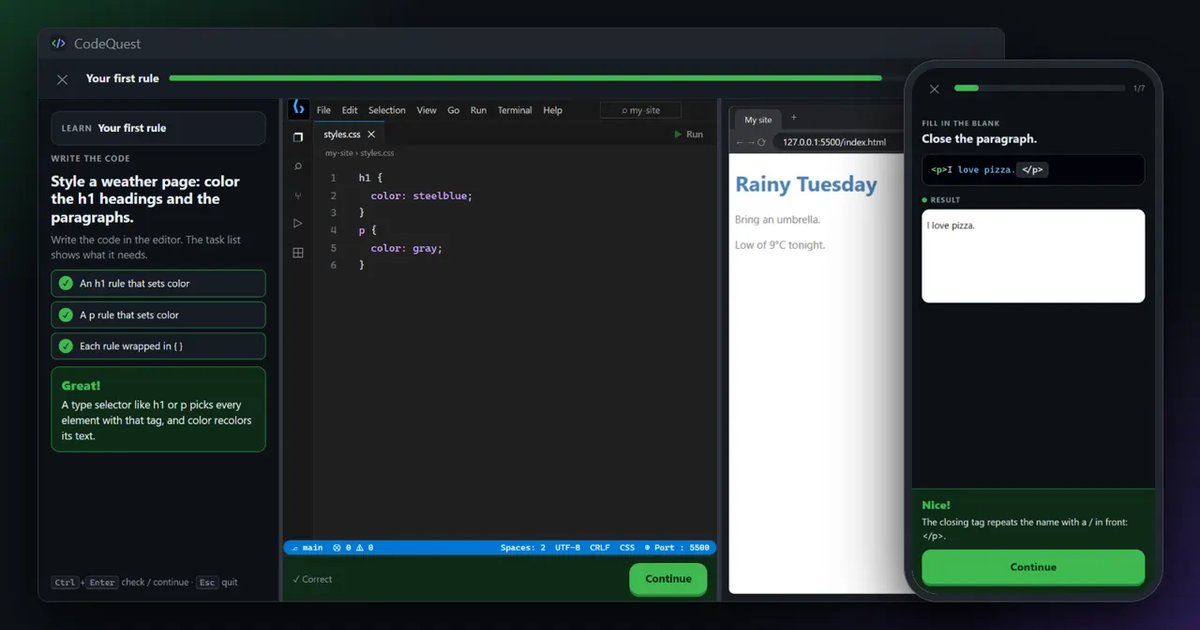 CodeQuest
Your first rule
LEARN Your first rule
WRITE THE CODE
Style a weather page: color
the h1 headings and the
paragraphs.
Write the code in the editor. The task list
shows what it needs.
An h1 rule that sets color
A p rule that sets color
Each rule wrapped in { }
Great!
A type selector like h1 or p picks every
element with that tag, and color recolors
its text.
Ctrl + Enter check / continue · Esc quit
File Edit Selection View Go Run Terminal Help
my-site
styles.css
Run
my-site › styles.css
1 h1 {
2 color: steelblue;
3 }
4 p {
5 color: gray;
6 }
main 0 0 Spaces: 2 UTF-8 CRLF CSS Port : 5500
✓ Correct
Continue
My site
127.0.0.1:5500/index.html
Rainy Tuesday
Bring an umbrella.
Low of 9°C tonight.
1/7
FILL IN THE BLANK
Close the paragraph.
<p>I love pizza. </p>
RESULT
I love pizza.
Nice!
The closing tag repeats the name with a / in front:
</p>.
Continue